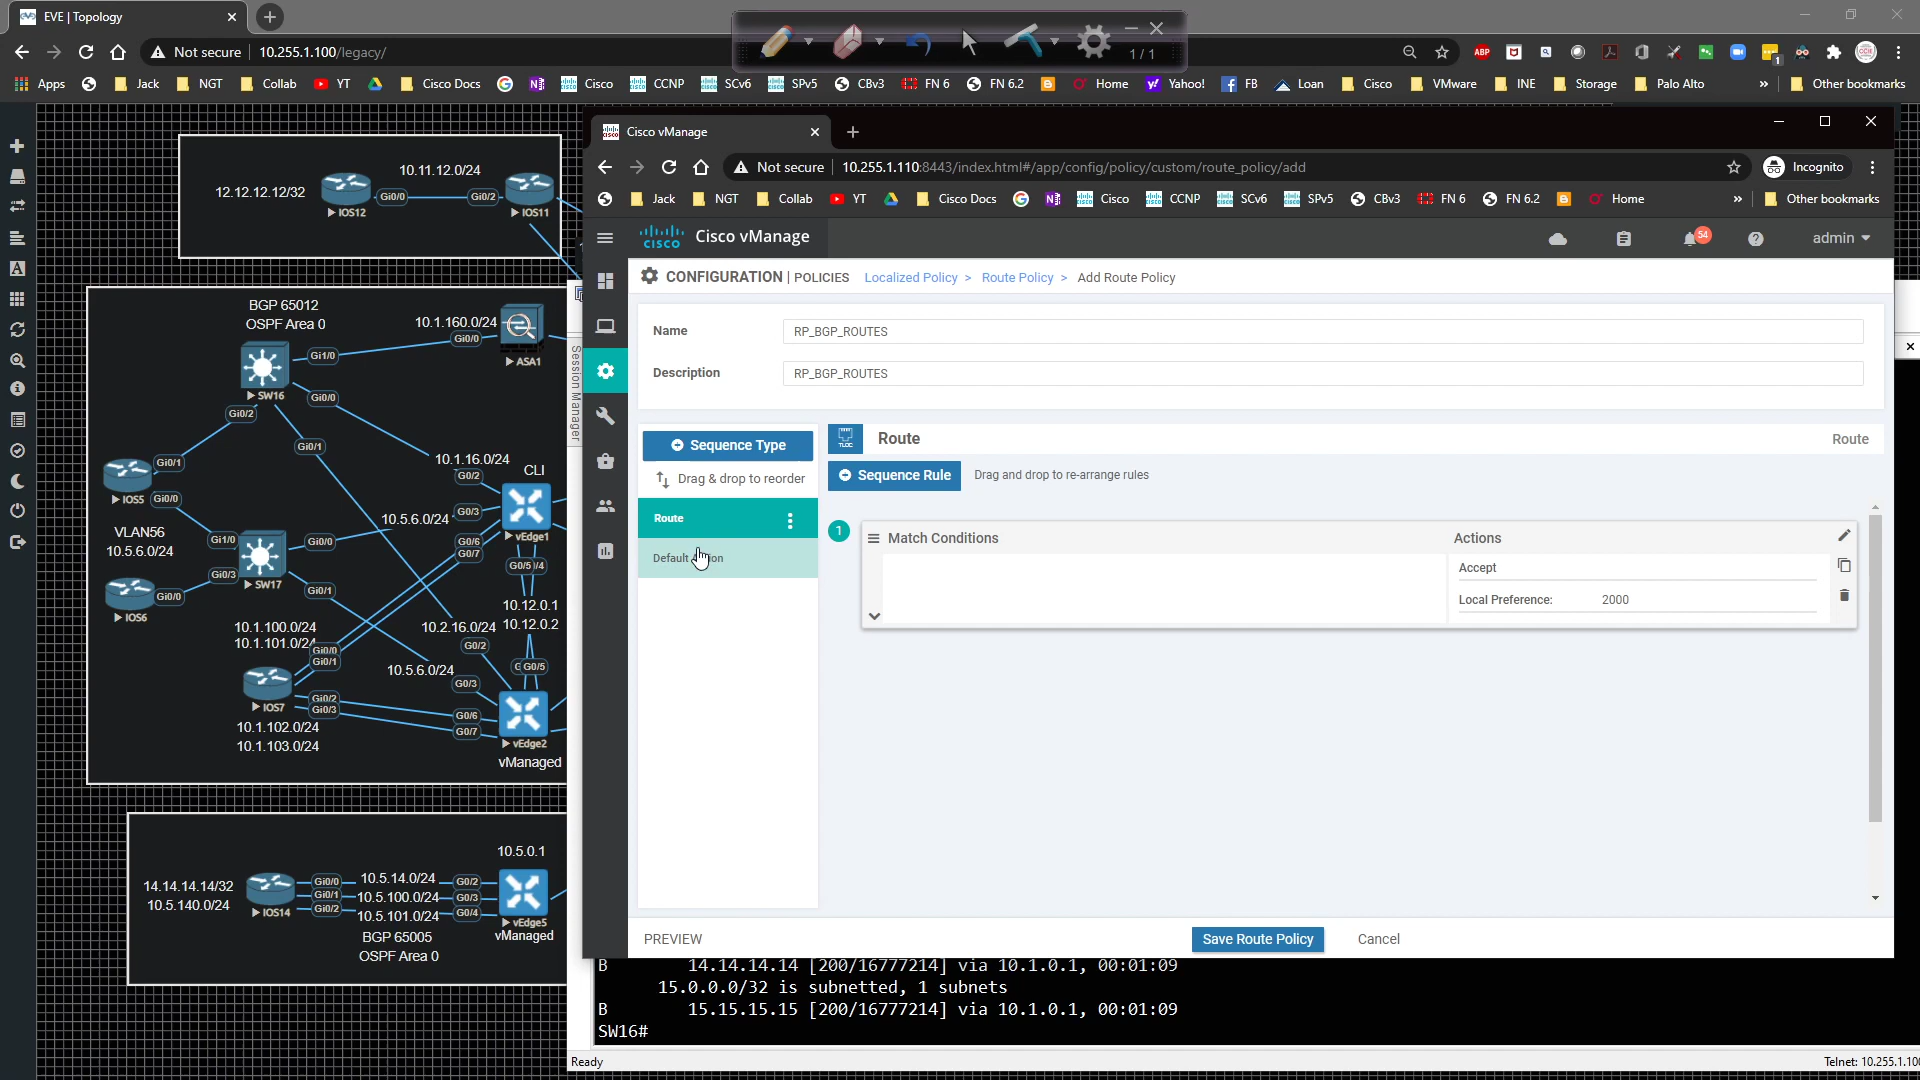 EVE | Topology
1 / 1
Not secure
10.255.1.100/legacy/
ABP
1
Apps
Jack
NGT
Collab
YT
Cisco Docs
Cisco
CCNP
SCv6
SPv5
CBv3
FN 6
FN 6.2
Home
Yahoo!
FB
Loan
Cisco
VMware
INE
Storage
Palo Alto
»
Other bookmarks
Cisco vManage
Not secure
10.255.1.110:8443/index.html#/app/config/policy/custom/route_policy/add
Incognito
Jack
NGT
Collab
YT
Cisco Docs
Cisco
CCNP
SCv6
SPv5
CBv3
FN 6
FN 6.2
Home
»
Other bookmarks
CISCO
Cisco vManage
54
admin
CONFIGURATION | POLICIES
Localized Policy >
Route Policy >
Add Route Policy
Name
RP_BGP_ROUTES
Description
RP_BGP_ROUTES
Sequence Type
Drag & drop to reorder
Route
TLOC
Route
Route
Sequence Rule
Drag and drop to re-arrange rules
1
Match Conditions
Actions
Accept
Local Preference:
2000
PREVIEW
Save Route Policy
Cancel
10.11.12.0/24
12.12.12.12/32
Gi0/0
Gi0/2
IOS12
IOS11
BGP 65012
OSPF Area 0
10.1.160.0/24
Gi0/0
Gi1/0
ASA1
SW16
Gi0/0
Gi0/2
Gi0/1
10.1.16.0/24
CLI
Gi0/1
G0/2
IOS5
Gi0/0
10.5.6.0/24
G0/3
VLAN56
10.5.6.0/24
Gi1/0
Gi0/0
vEdge1
G0/6
G0/7
Gi0/3
SW17
G0/5
/4
Gi0/0
Gi0/1
IOS6
10.12.0.1
10.12.0.2
10.1.100.0/24
10.1.101.0/24
Gi0/0
Gi0/1
10.2.16.0/24
G0/2
10.5.6.0/24
G0/5
G0/3
IOS7
Gi0/2
Gi0/3
G0/6
G0/7
10.1.102.0/24
10.1.103.0/24
vEdge2
vManaged
Session Manager
10.5.0.1
14.14.14.14/32
10.5.140.0/24
Gi0/0
10.5.14.0/24
G0/2
Gi0/1
10.5.100.0/24
G0/3
Gi0/2
10.5.101.0/24
G0/4
IOS14
vEdge5
BGP 65005
OSPF Area 0
vManaged
B 14.14.14.14 [200/16777214] via 10.1.0.1, 00:01:09
15.0.0.0/32 is subnetted, 1 subnets
B 15.15.15.15 [200/16777214] via 10.1.0.1, 00:01:09
SW16#
Ready
Telnet: 10.255.1.100